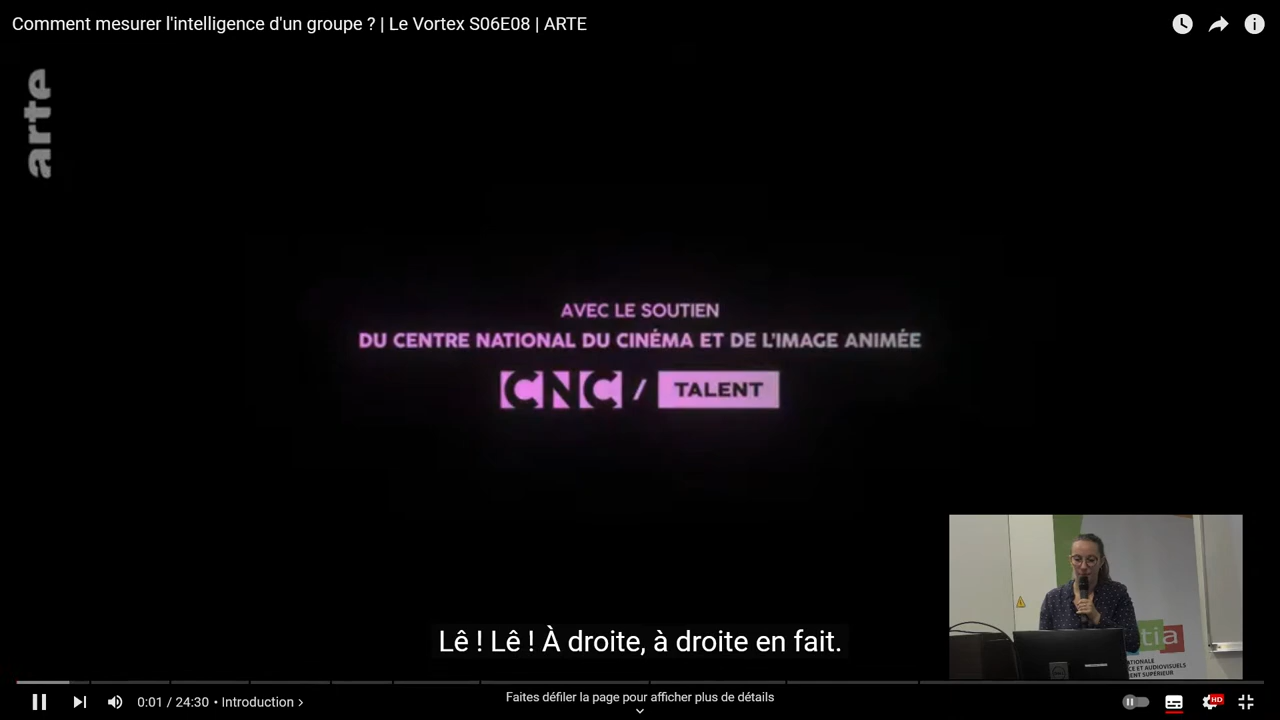 Comment mesurer l'intelligence d'un groupe ? | Le Vortex S06E08 | ARTE
arte
AVEC LE SOUTIEN
DU CENTRE NATIONAL DU CINÉMA ET DE L'IMAGE ANIMÉE
CNC / TALENT
tia
Lê ! Lê ! À droite, à droite en fait.
0:01 / 24:30 • Introduction
Faites défiler la page pour afficher plus de détails
HD